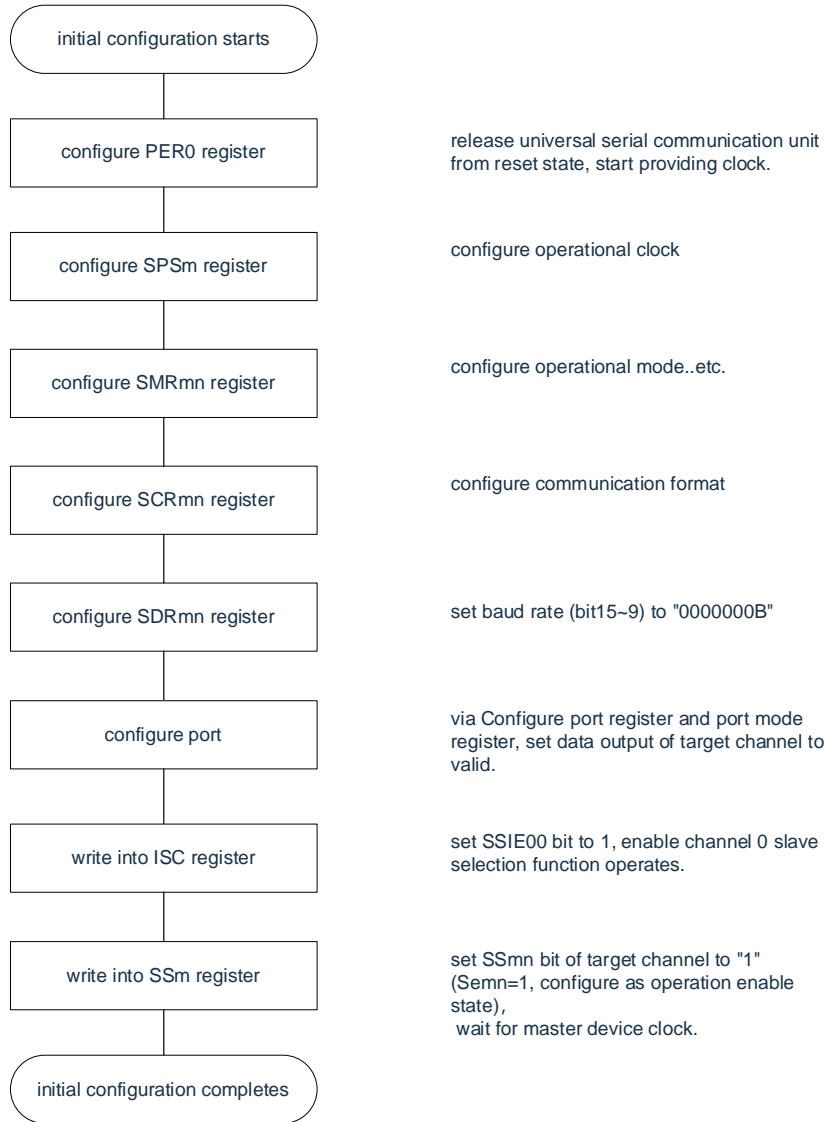 initial configuration starts
configure PER0 register
release universal serial communication unit
from reset state, start providing clock.
configure SPSm register
configure operational clock
configure SMRmn register
configure operational mode..etc.
configure SCRmn register
configure communication format
configure SDRmn register
set baud rate (bit15~9) to "0000000B"
configure port
via Configure port register and port mode
register, set data output of target channel to
valid.
write into ISC register
set SSIE00 bit to 1, enable channel 0 slave
selection function operates.
write into SSm register
set SSmn bit of target channel to "1"
(Semn=1, configure as operation enable
state),
wait for master device clock.
initial configuration completes